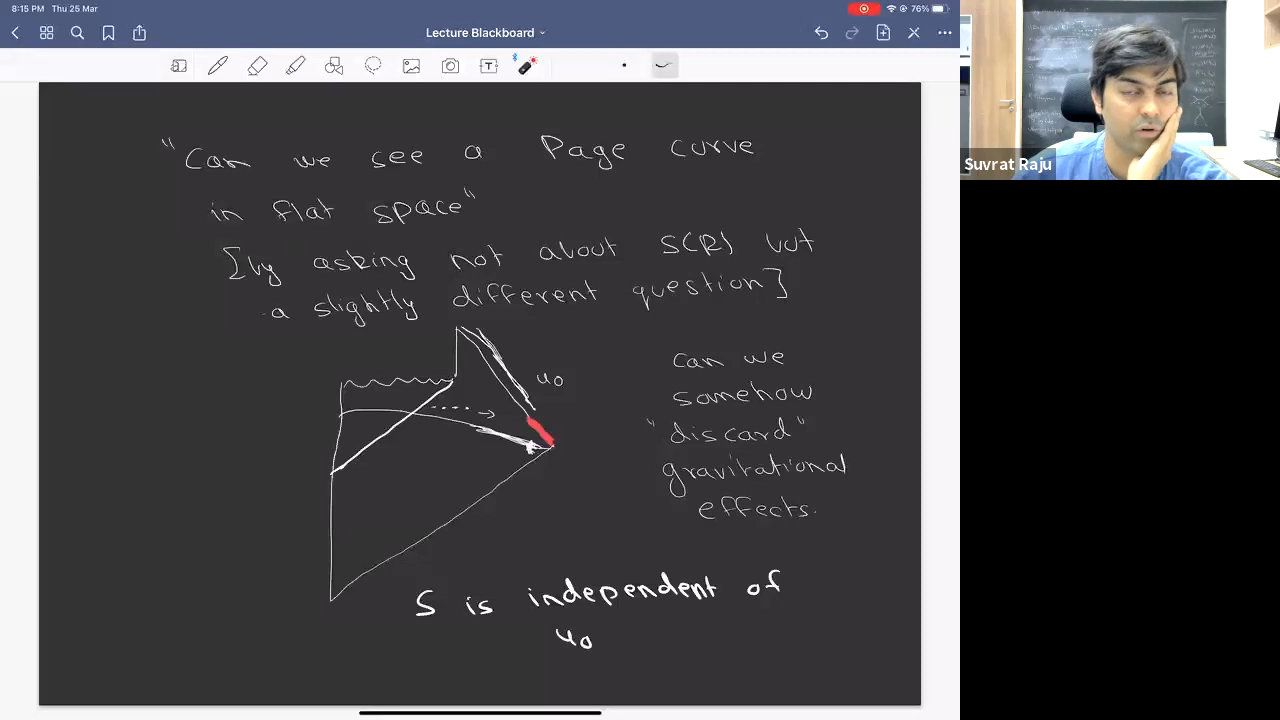 8:15 PM Thu 25 Mar
76%
Lecture Blackboard
T
Suvrat Raju
"Can we see a Page curve
in flat space"
[by asking not about S(R) but
a slightly different question]
u0
can we
somehow
"discard"
gravitational
effects.
S is independent of
u0